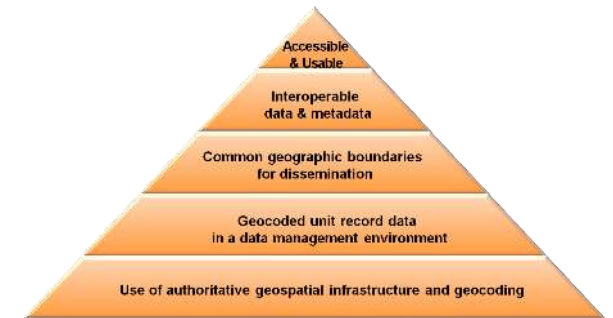 Accessible
& Usable
Interoperable
data & metadata
Common geographic boundaries
for dissemination
Geocoded unit record data
in a data management environment
Use of authoritative geospatial infrastructure and geocoding